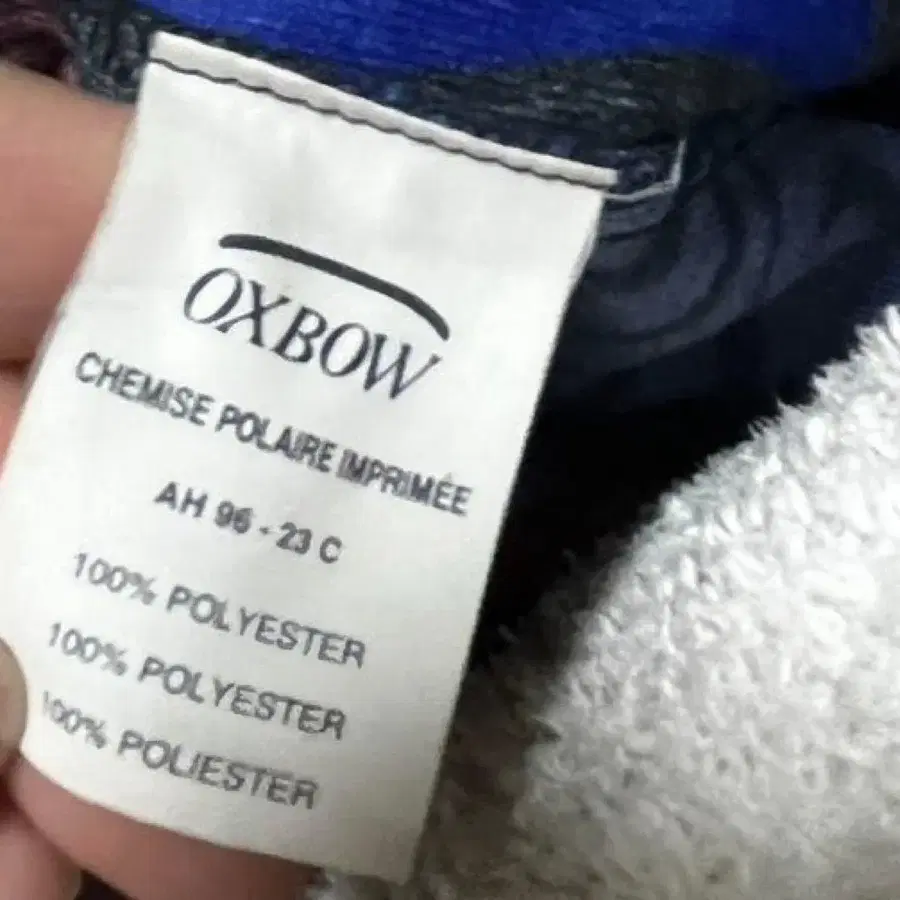 OXBOW
CHEMISE POLAIRE IMPRIMÉE
AH 96 - 23 C
100% POLYESTER
100% POLYESTER
100% POLIESTER